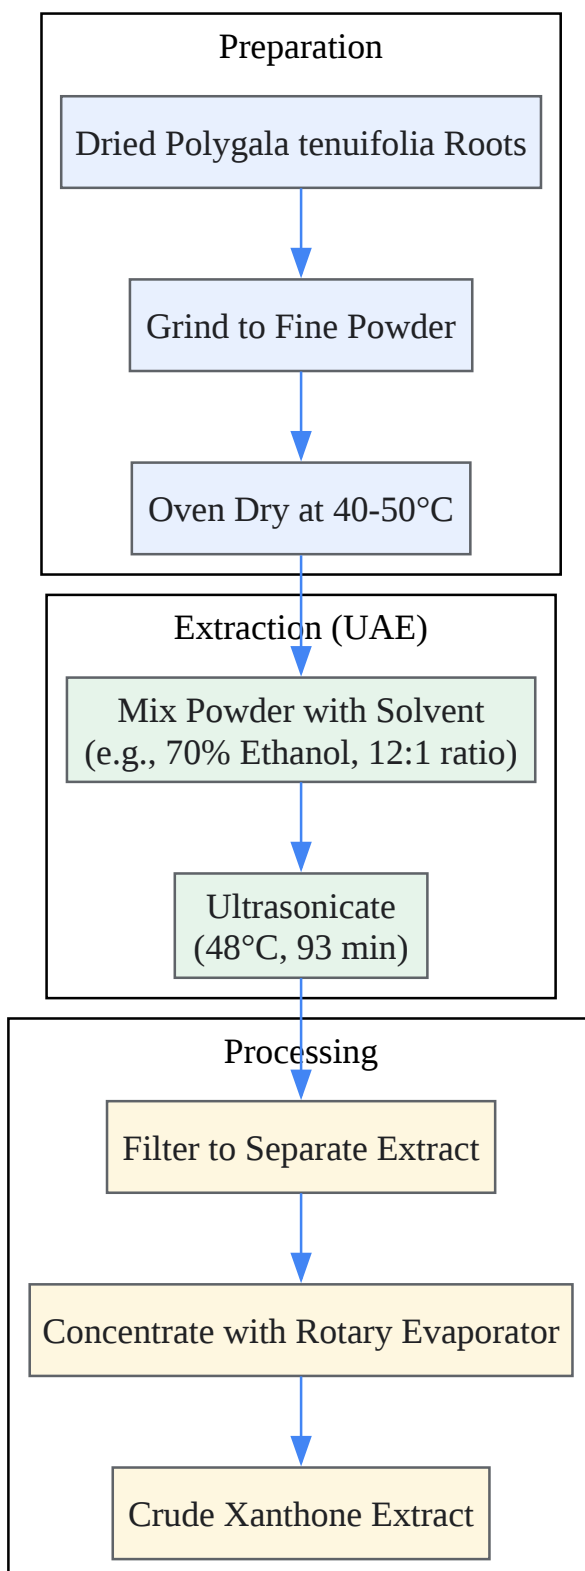 Preparation
Dried Polygala tenuifolia Roots
Grind to Fine Powder
Oven Dry at 40-50°C
Extraction (UAE)
Mix Powder with Solvent
(e.g., 70% Ethanol, 12:1 ratio)
Ultrasonicate
(48°C, 93 min)
Processing
Filter to Separate Extract
Concentrate with Rotary Evaporator
Crude Xanthone Extract